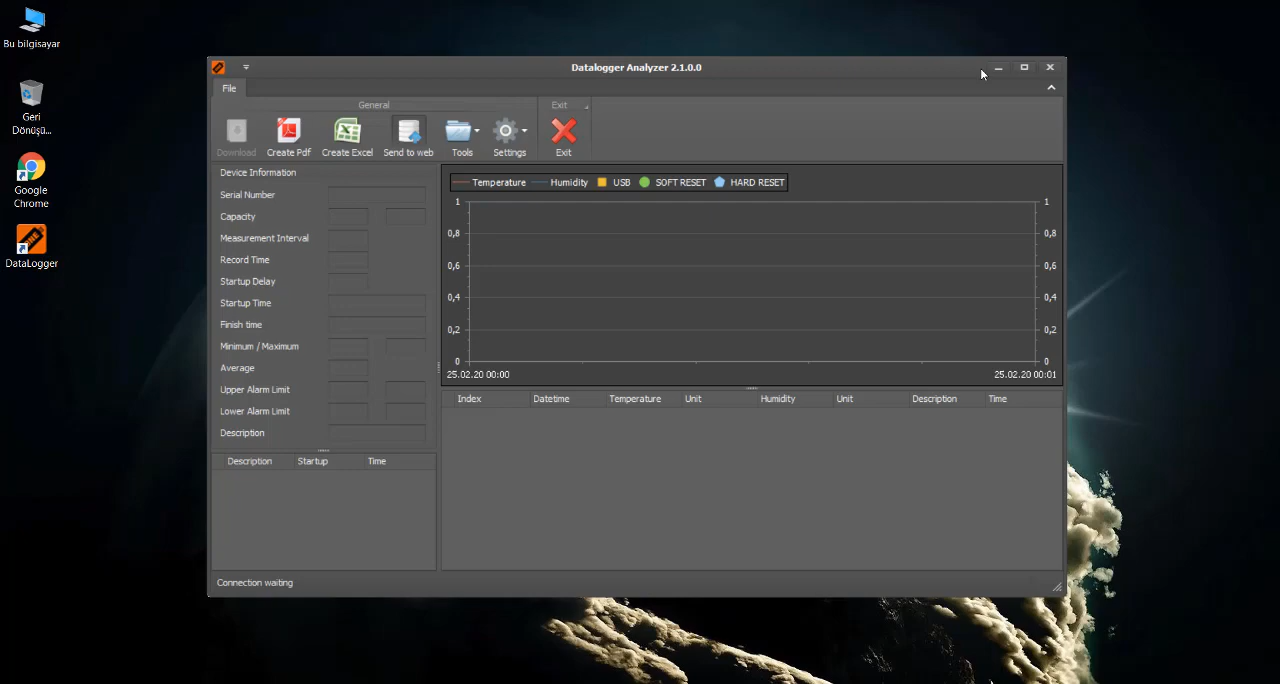 Bu bilgisayar
Geri
Dönüşü...
Google
Chrome
DataLogger
Datalogger Analyzer 2.1.0.0
File
General
Exit
Download
Create Pdf
Create Excel
Send to web
Tools
Settings
Exit
Device Information
Serial Number
Capacity
Measurement Interval
Record Time
Startup Delay
Startup Time
Finish time
Minimum / Maximum
Average
Upper Alarm Limit
Lower Alarm Limit
Description
Description Startup Time
Temperature Humidity USB SOFT RESET HARD RESET
1 1
0,8 0,8
0,6 0,6
0,4 0,4
0,2 0,2
0 0
25.02.20 00:00 25.02.20 00:01
Index Datetime Temperature Unit Humidity Unit Description Time
Connection waiting